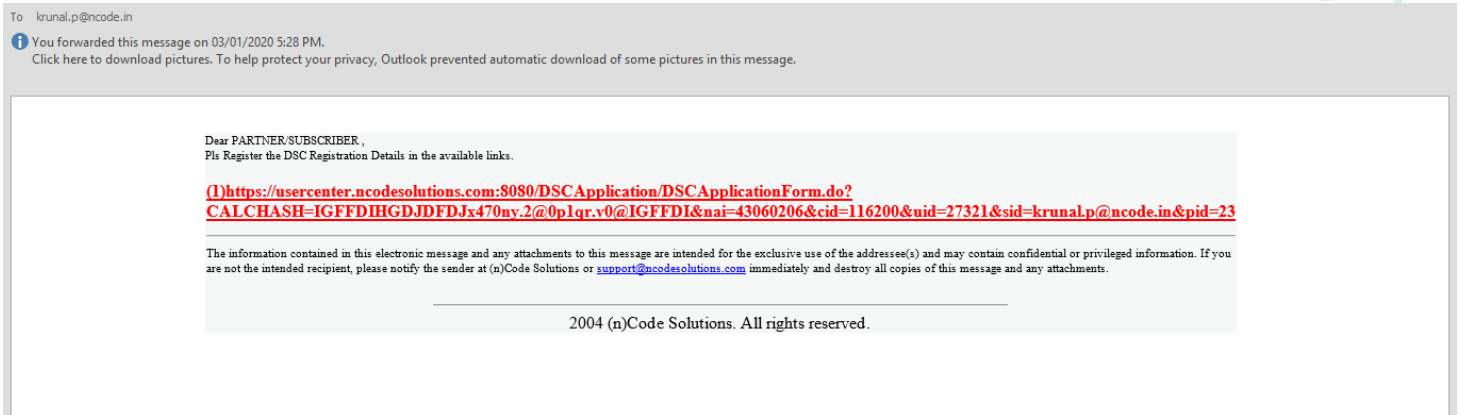 To krunal.p@ncode.in
You forwarded this message on 03/01/2020 5:28 PM.
Click here to download pictures. To help protect your privacy, Outlook prevented automatic download of some pictures in this message.
Dear PARTNER/SUBSCRIBER ,
Pls Register the DSC Registration Details in the available links.
(1)https://usercenter.ncodesolutions.com:8080/DSCApplication/DSCApplicationForm.do?
CALCHASH=IGFFDIHGDJDFDJx470ny.2@0p1qr.v0@IGFFDI&nai=43060206&cid=116200&uid=27321&sid=krunal.p@ncode.in&pid=23
The information contained in this electronic message and any attachments to this message are intended for the exclusive use of the addressee(s) and may contain confidential or privileged information. If you
are not the intended recipient, please notify the sender at (n)Code Solutions or support@ncodesolutions.com immediately and destroy all copies of this message and any attachments.
2004 (n)Code Solutions. All rights reserved.